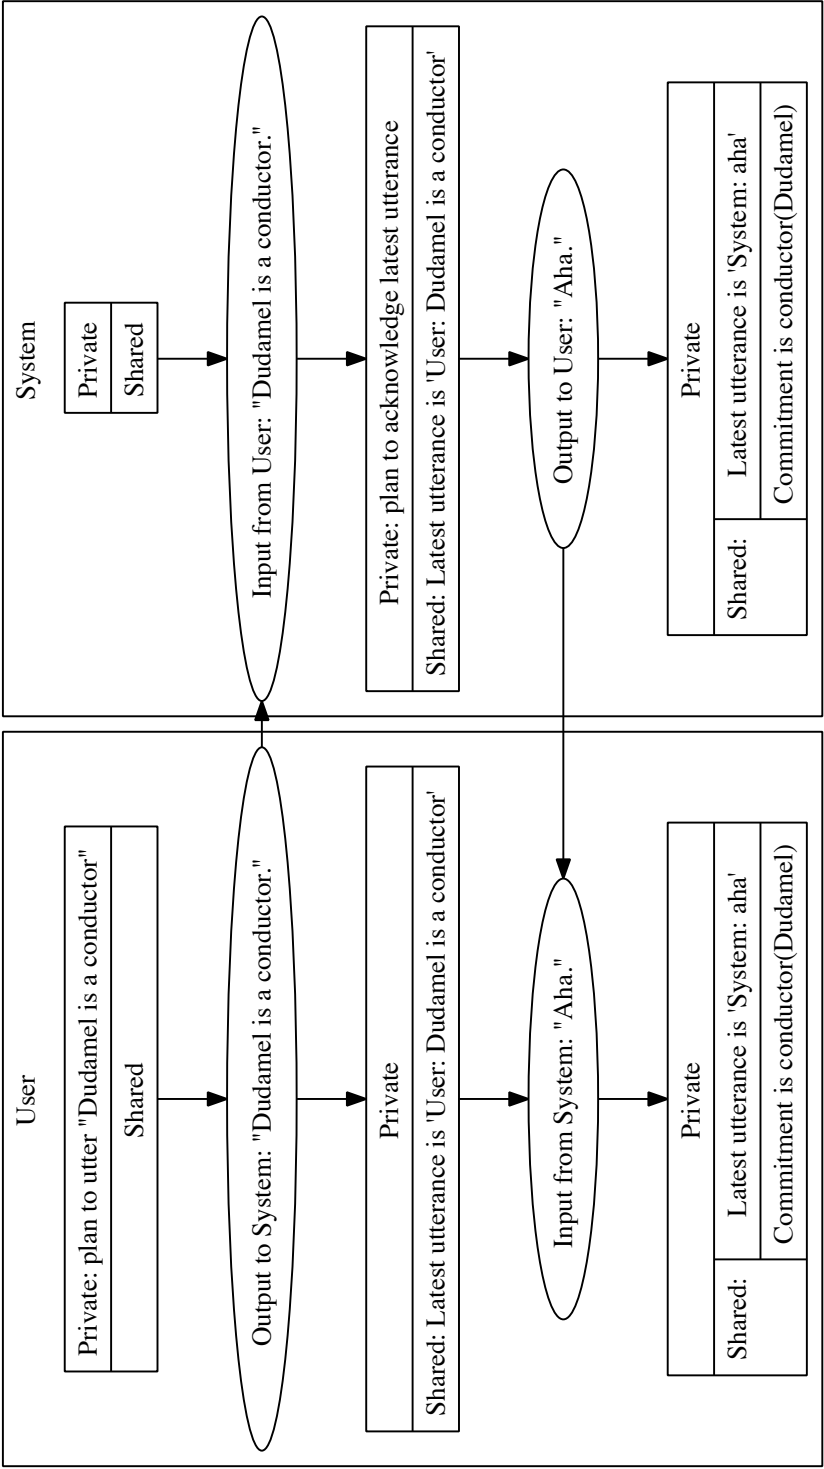 User
Private: plan to utter "Dudamel is a conductor"
Shared
Output to System: "Dudamel is a conductor."
Private
Shared: Latest utterance is 'User: Dudamel is a conductor'
Input from System: "Aha."
Private
Shared:
Latest utterance is 'System: aha'
Commitment is conductor(Dudamel)
System
Private
Shared
Input from User: "Dudamel is a conductor."
Private: plan to acknowledge latest utterance
Shared: Latest utterance is 'User: Dudamel is a conductor'
Output to User: "Aha."
Private
Shared:
Latest utterance is 'System: aha'
Commitment is conductor(Dudamel)